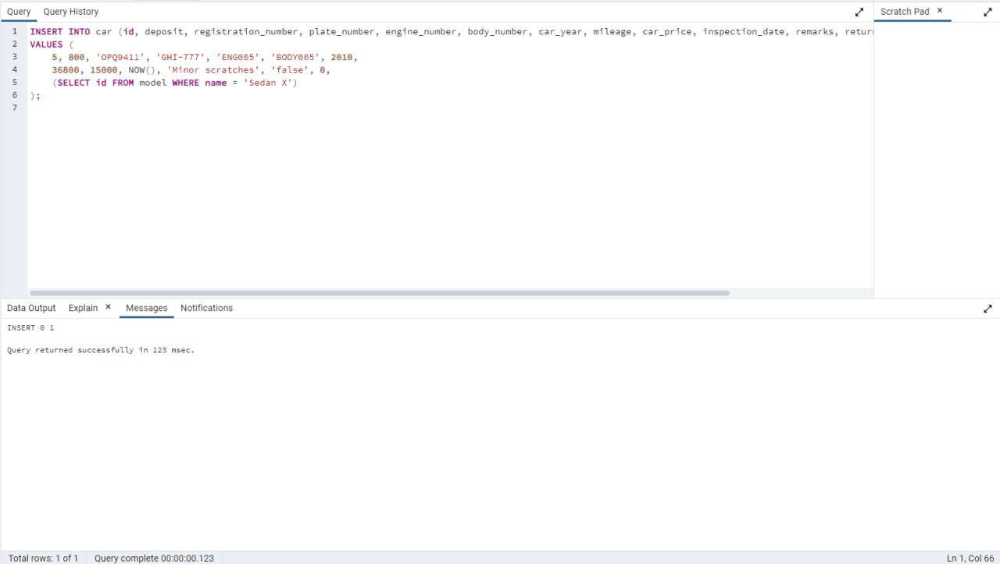 Query Query History Scratch Pad ×
1 INSERT INTO car (id, deposit, registration_number, plate_number, engine_number, body_number, car_year, mileage, car_price, inspection_date, remarks,
2 VALUES (
3 5, 800, 'OPQ9411', 'GHI-777', 'ENG005', 'BODY005', 2010,
4 36800, 15000, NOW(), 'Minor scratches', 'false', 0,
5 (SELECT id FROM model WHERE name = 'Sedan X')
6 );
7
Data Output Explain × Messages Notifications
INSERT 0 1
Query returned successfully in 123 msec.
Total rows: 1 of 1 Query complete 00:00:00.123 Ln 1, Col 66